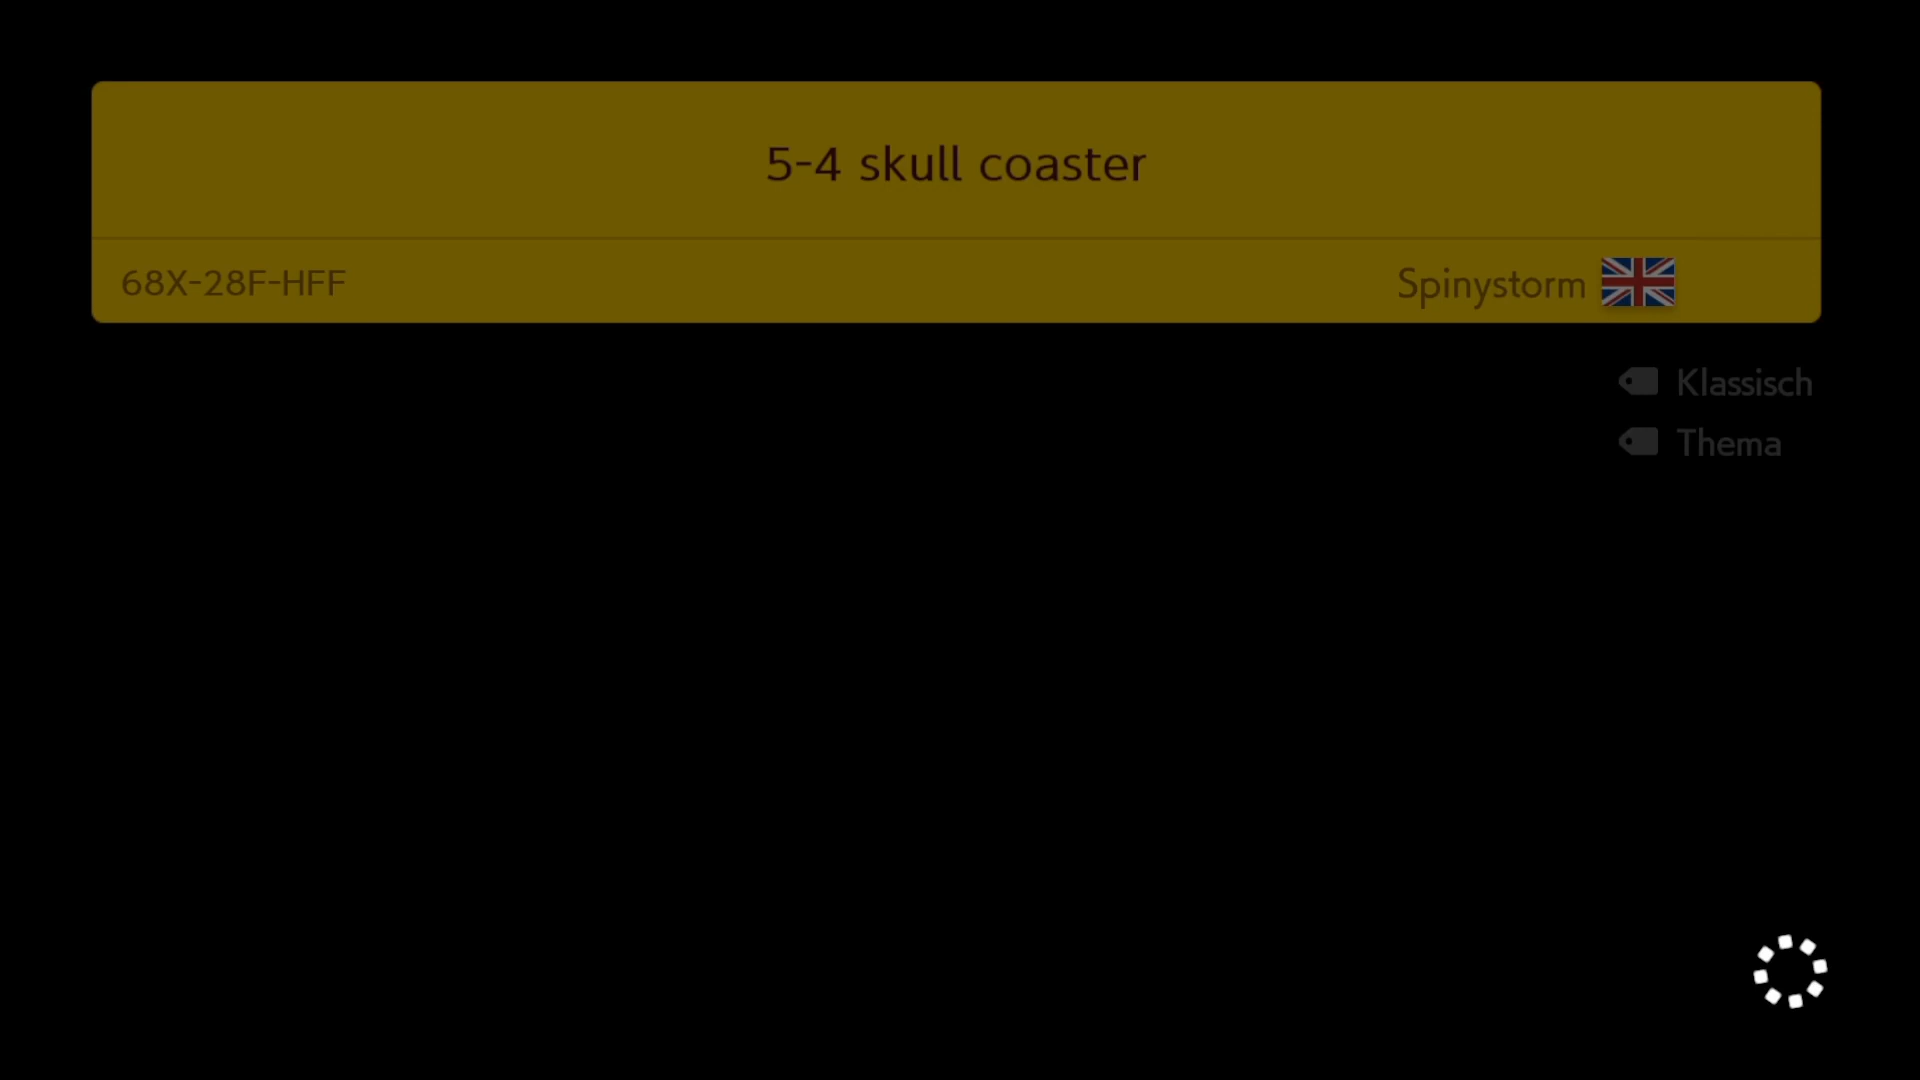 5-4 skull coaster
68X-28F-HFF
Spinystorm
Klassisch
Thema